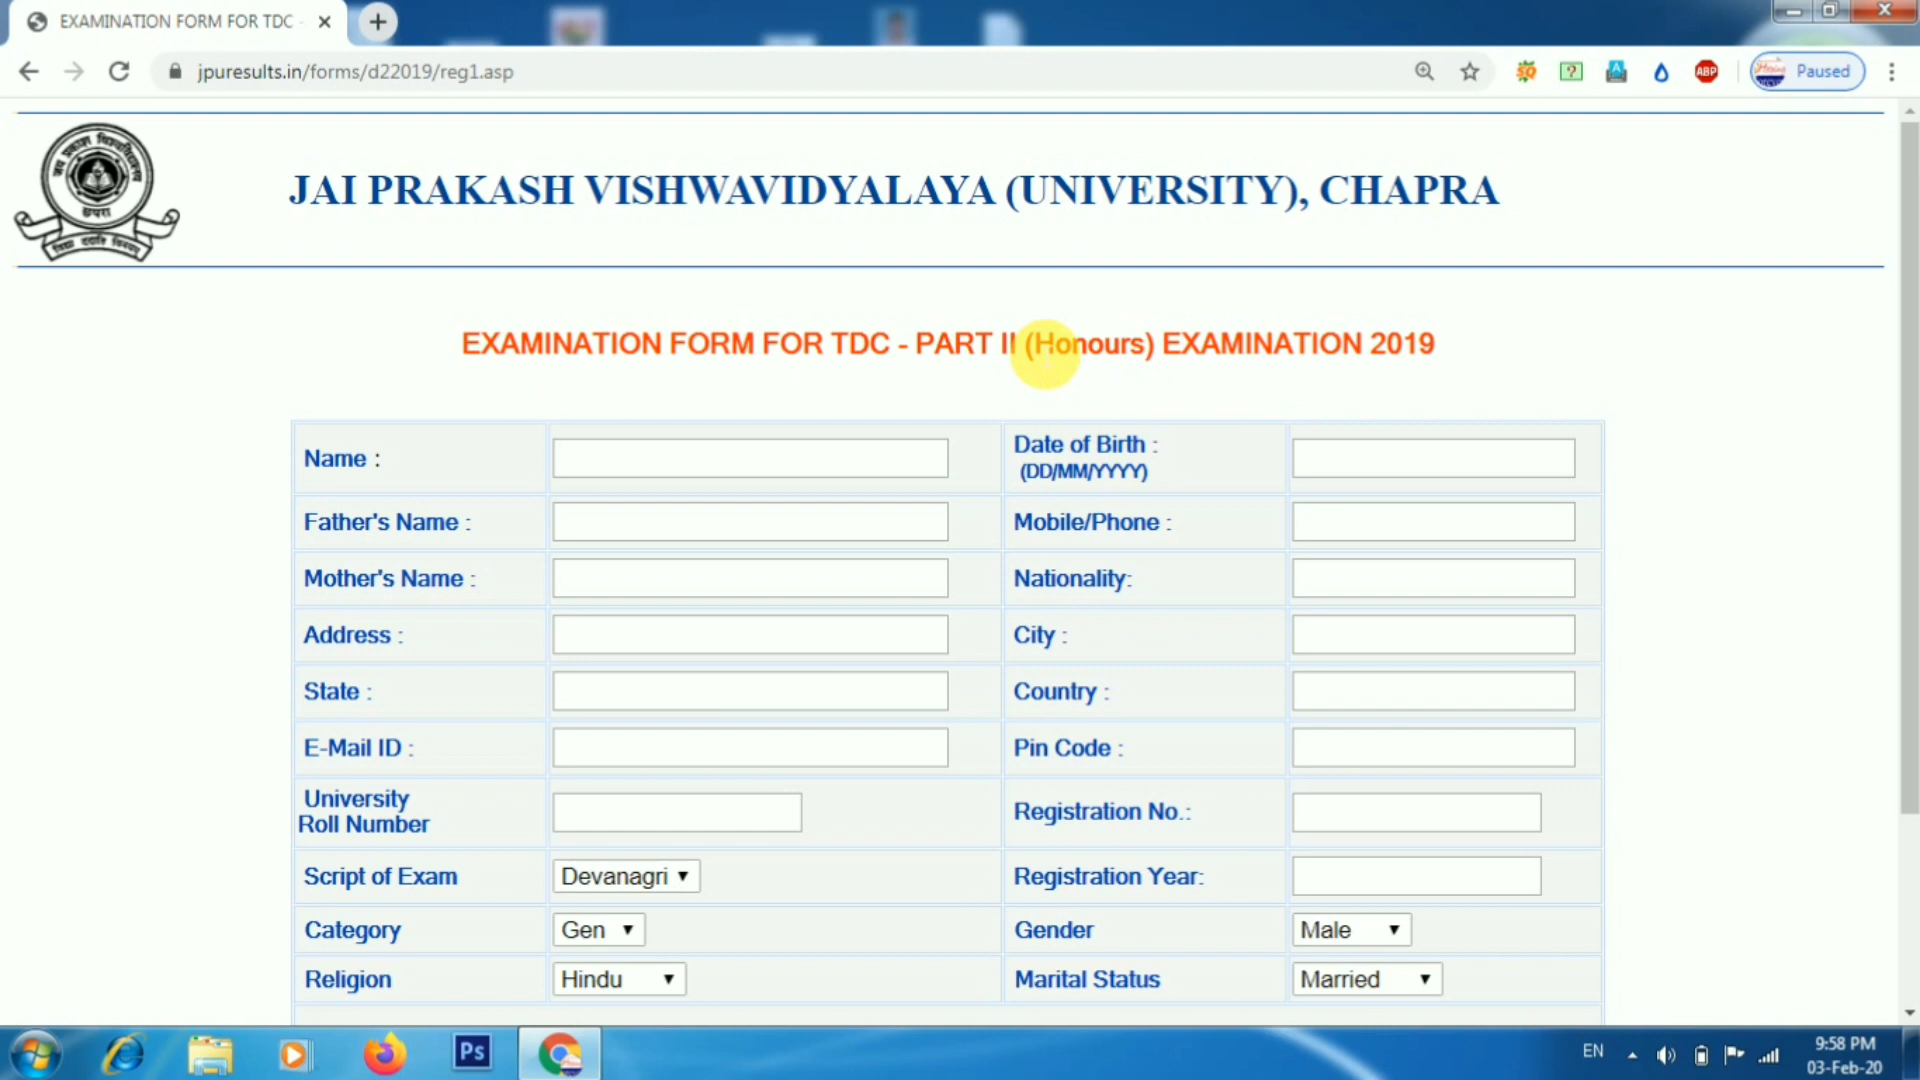 EXAMINATION FORM FOR TDC -
jpuresults.in/forms/d22019/reg1.asp
ABP
Paused
JAI PRAKASH VISHWAVIDYALAYA (UNIVERSITY), CHAPRA
छपरा
EXAMINATION FORM FOR TDC - PART II (Honours) EXAMINATION 2019
Name :
Date of Birth :
(DD/MM/YYYY)
Father's Name :
Mobile/Phone :
Mother's Name :
Nationality:
Address :
City :
State :
Country :
E-Mail ID :
Pin Code :
University
Roll Number
Registration No.:
Script of Exam
Devanagri
Registration Year:
Category
Gen
Gender
Male
Religion
Hindu
Marital Status
Married
Ps
EN
9:58 PM
03-Feb-20